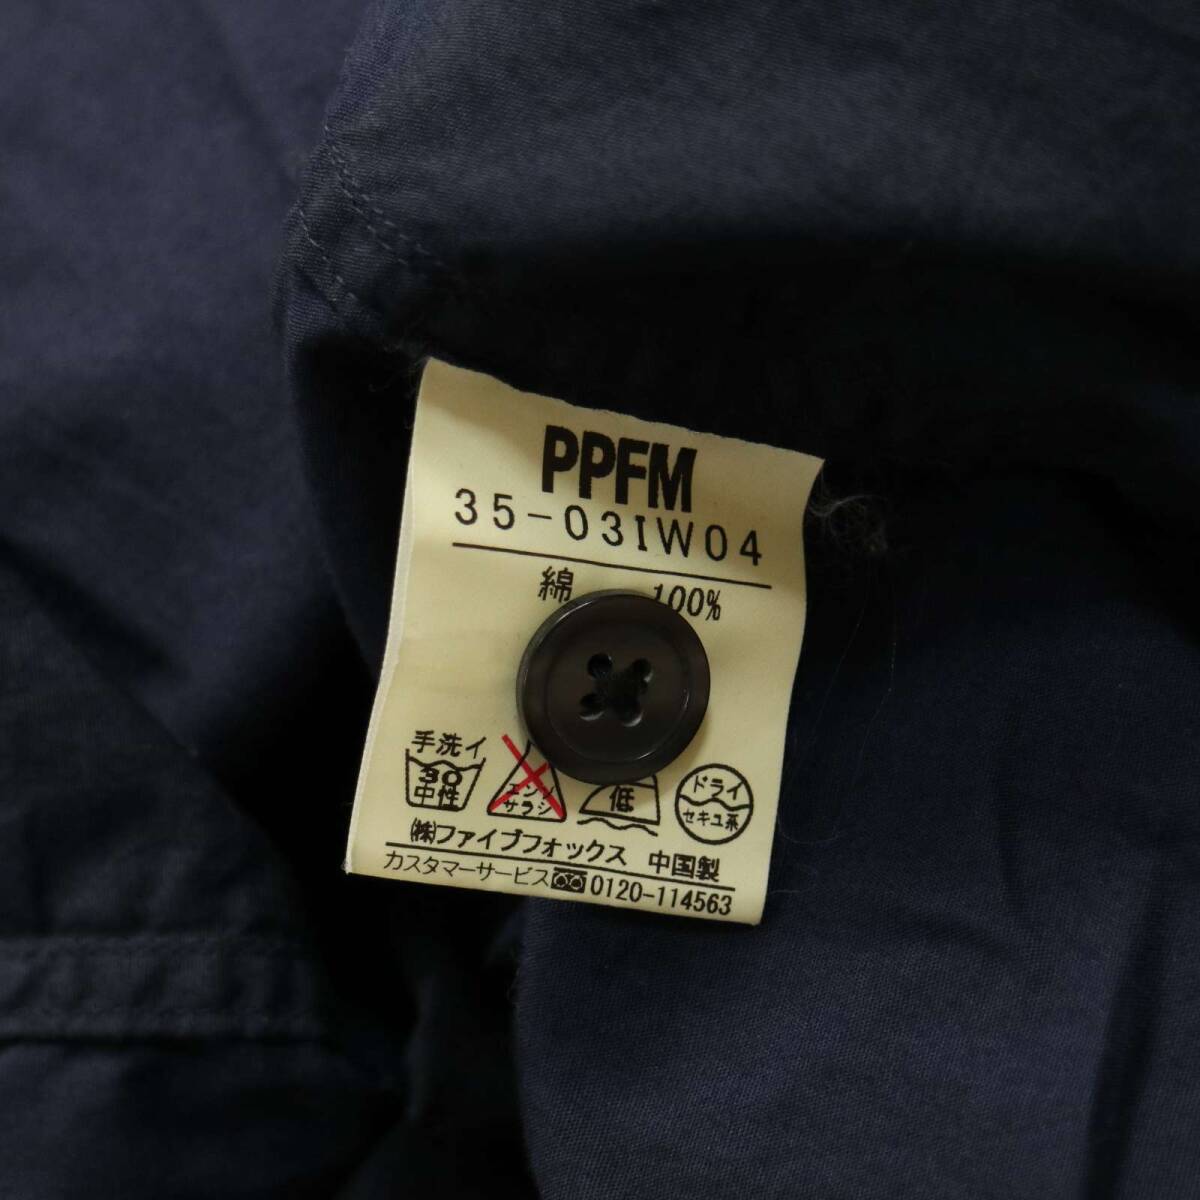 PPFM
35-03IW04
綿 100%
手洗イ
30
中性
エンソ
サラシ
低
ドライ
セキユ系
(株)ファイブフォックス 中国製
カスタマーサービス 0120-114563